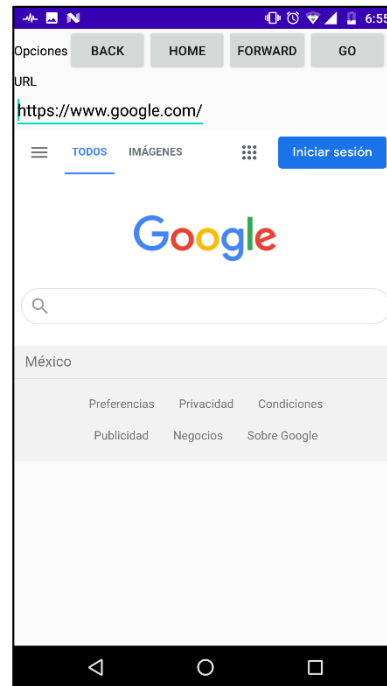 6:55
Opciones BACK HOME FORWARD GO
URL
https://www.google.com/
TODOS IMÁGENES Iniciar sesión
Google
México
Preferencias Privacidad Condiciones
Publicidad Negocios Sobre Google